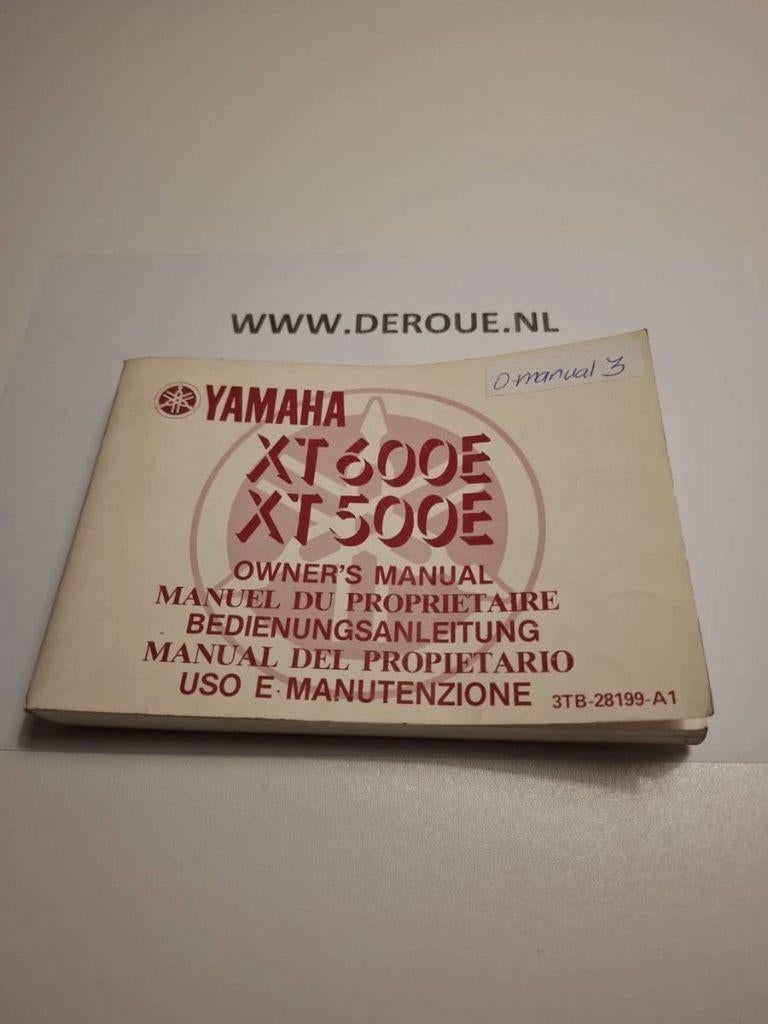 WWW.DEROUE.NL
O-manual 3
YAMAHA
XT600E
XT500E
OWNER'S MANUAL
MANUEL DU PROPRIETAIRE
BEDIENUNGSANLEITUNG
MANUAL DEL PROPIETARIO
USO E MANUTENZIONE
3TB-28199-A1